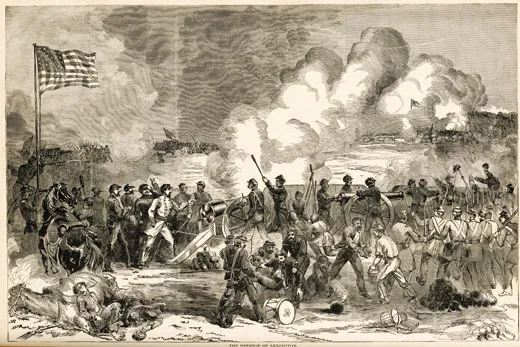 THE DEFENCE OF LEXINGTON.